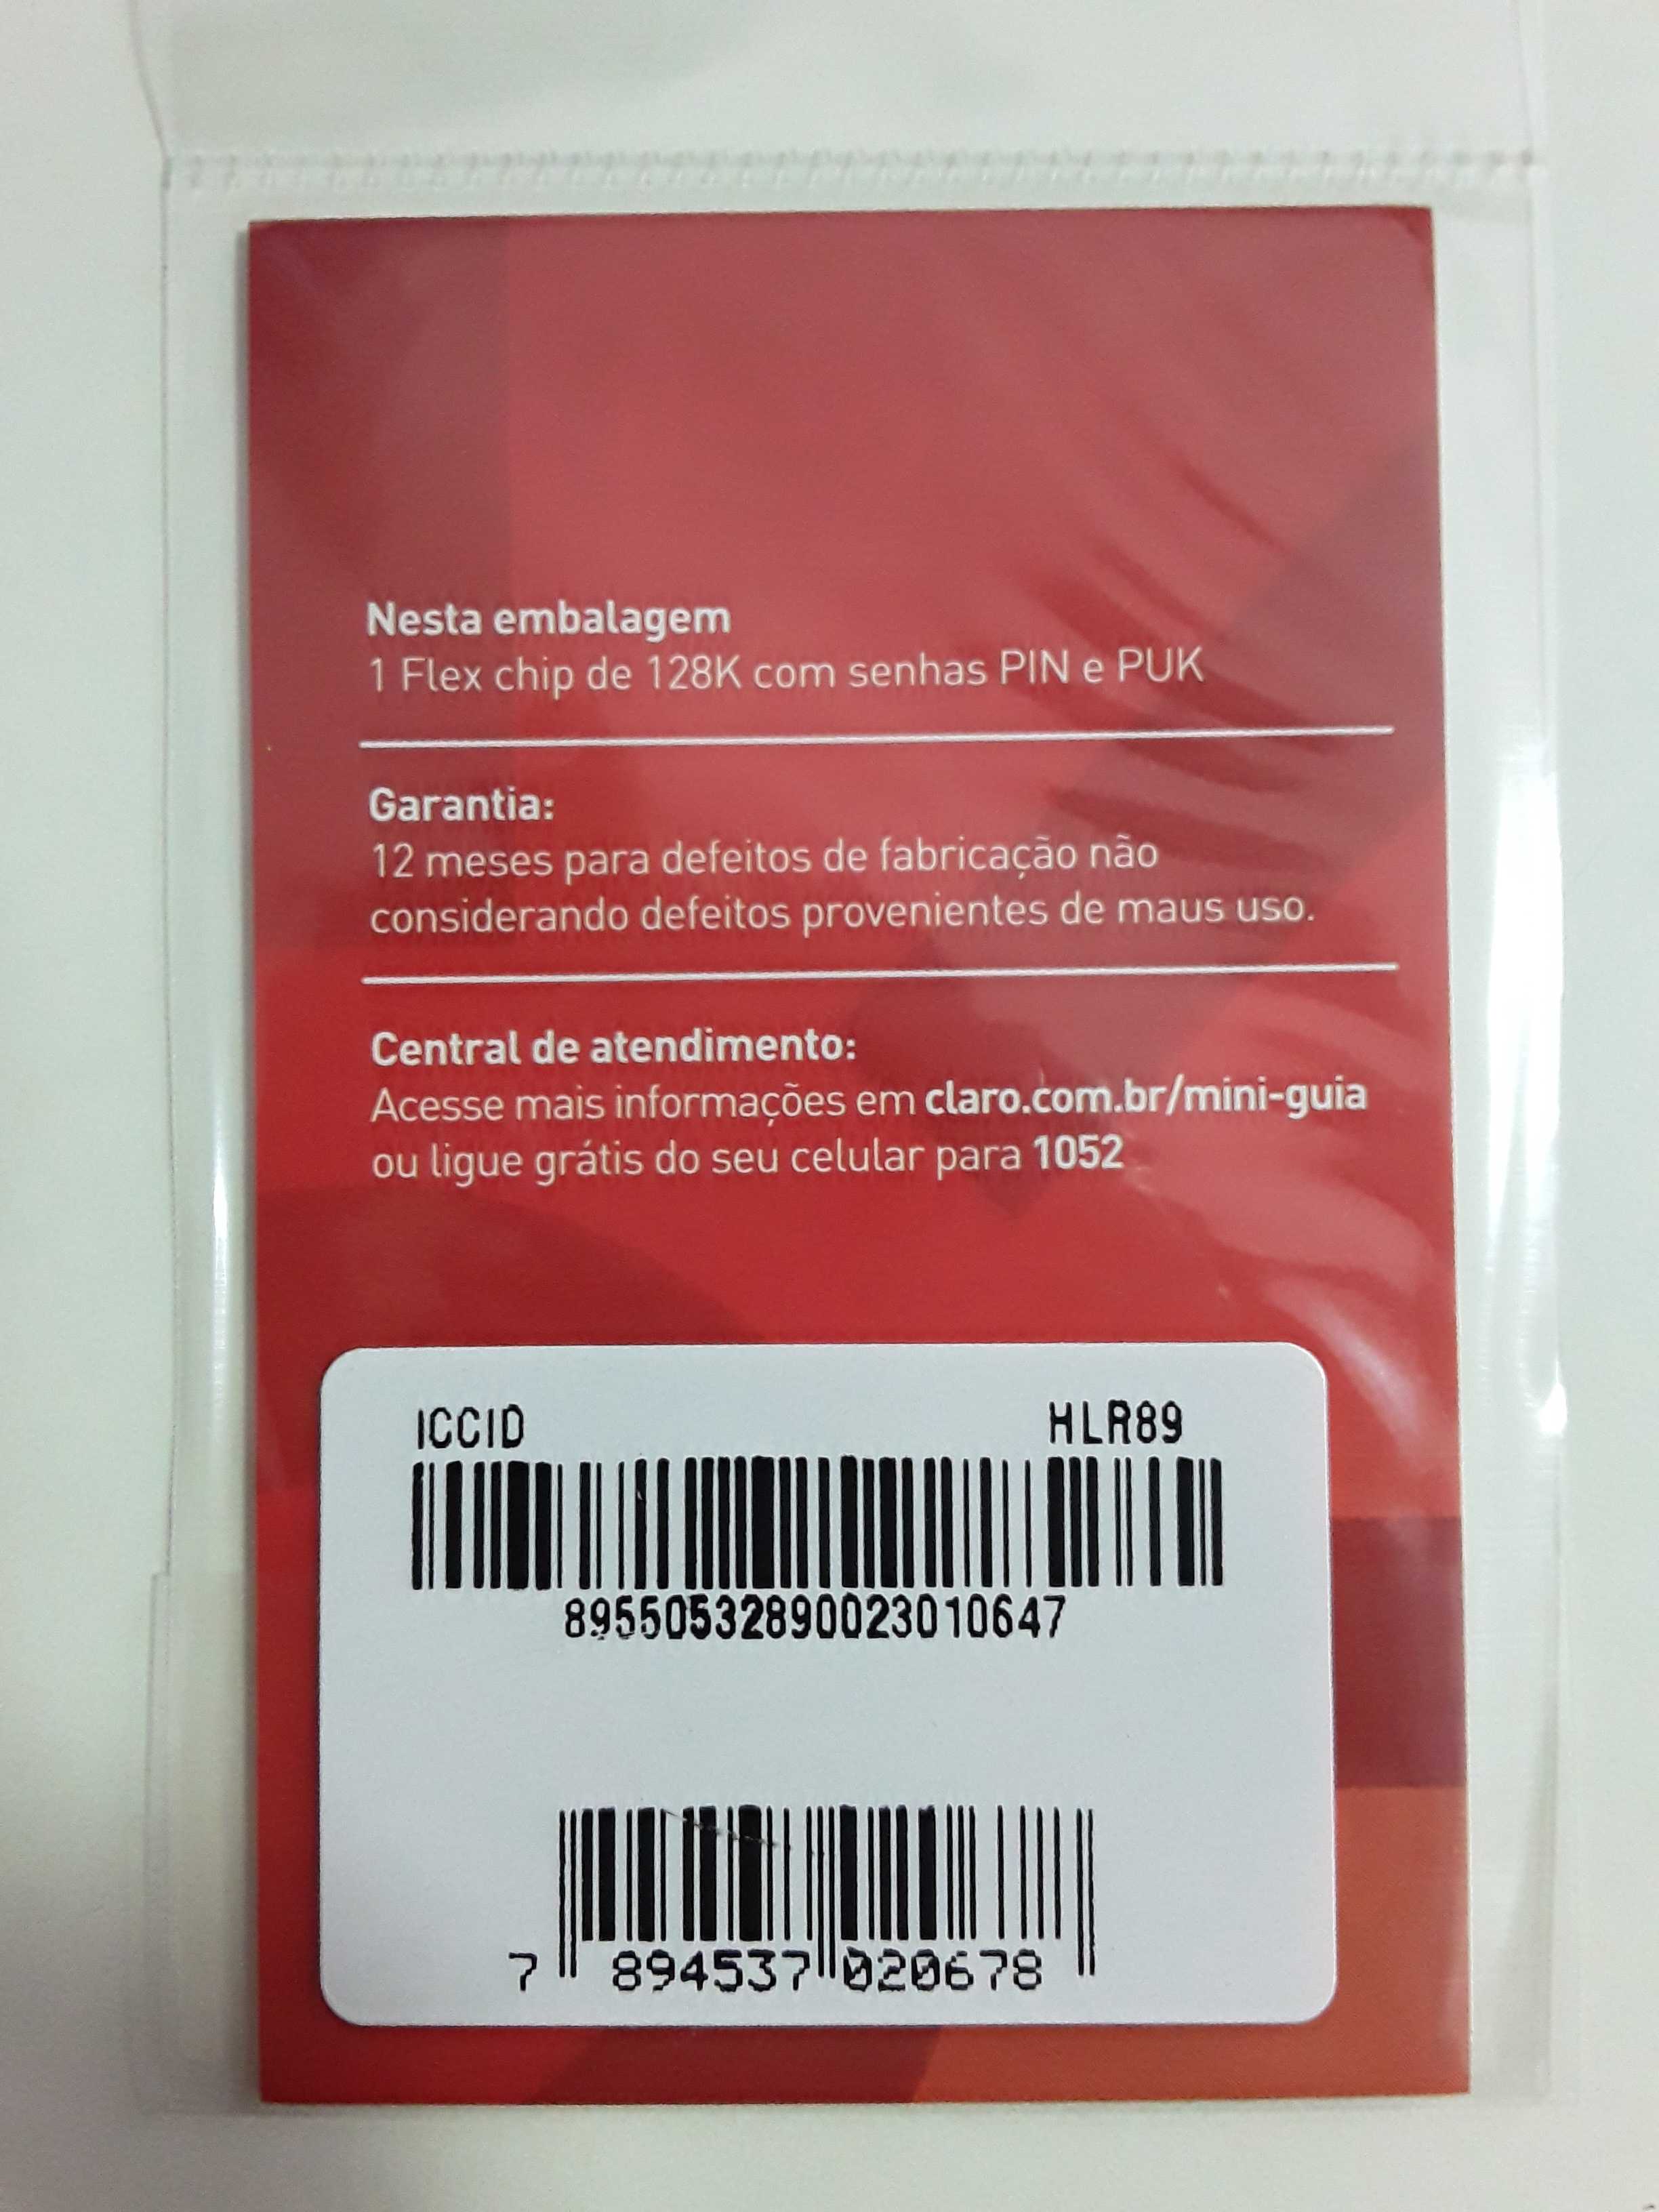 Nesta embalagem
1 Flex chip de 128K com senhas PIN e PUK
Garantia:
12 meses para defeitos de fabricação não
considerando defeitos provenientes de maus uso.
Central de atendimento:
Acesse mais informações em claro.com.br/mini-guia
ou ligue grátis do seu celular para 1052
ICCID HLR89
89550532890023010647
7 894537 020678